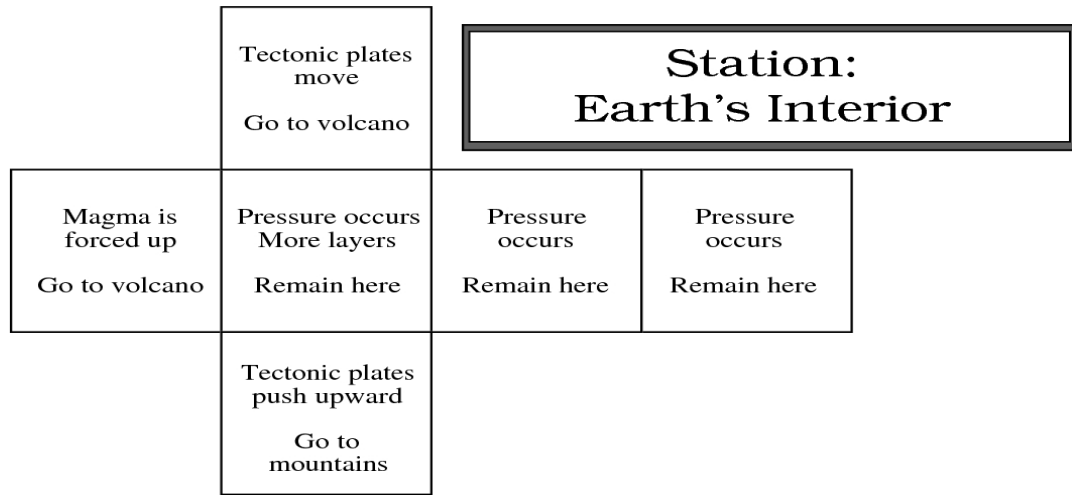 Tectonic plates
move
Go to volcano
Station:
Earth's Interior
Magma is
forced up
Go to volcano
Pressure occurs
More layers
Remain here
Pressure
occurs
Remain here
Pressure
occurs
Remain here
Tectonic plates
push upward
Go to
mountains